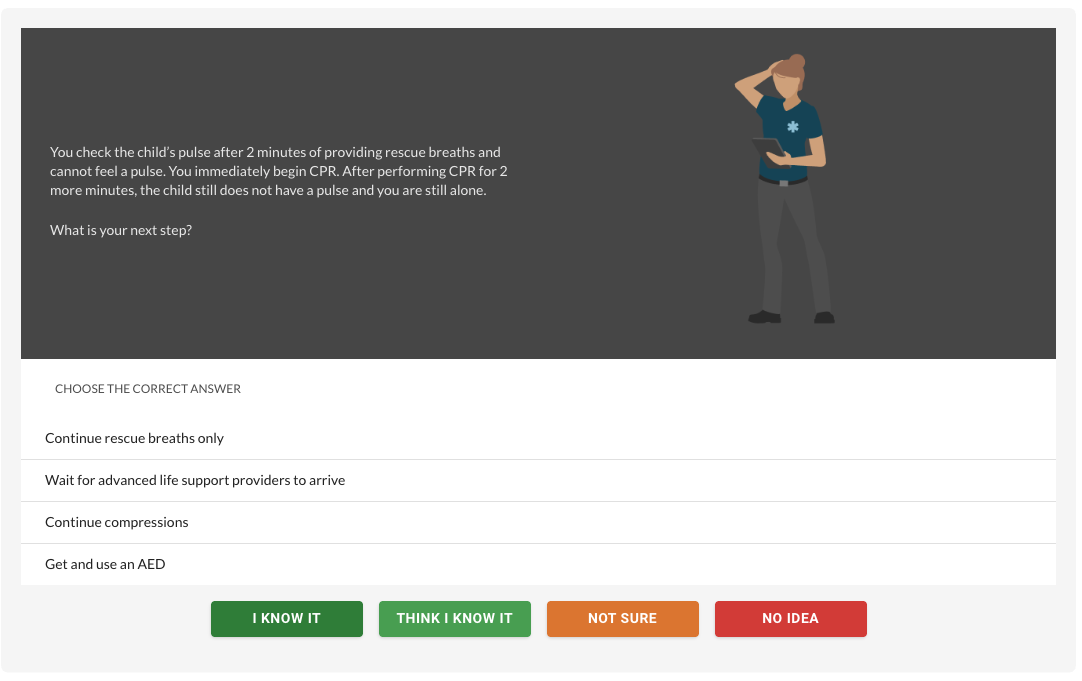 You check the child’s pulse after 2 minutes of providing rescue breaths and
cannot feel a pulse. You immediately begin CPR. After performing CPR for 2
more minutes, the child still does not have a pulse and you are still alone.
What is your next step?
CHOOSE THE CORRECT ANSWER
Continue rescue breaths only
Wait for advanced life support providers to arrive
Continue compressions
Get and use an AED
I KNOW IT
THINK I KNOW IT
NOT SURE
NO IDEA